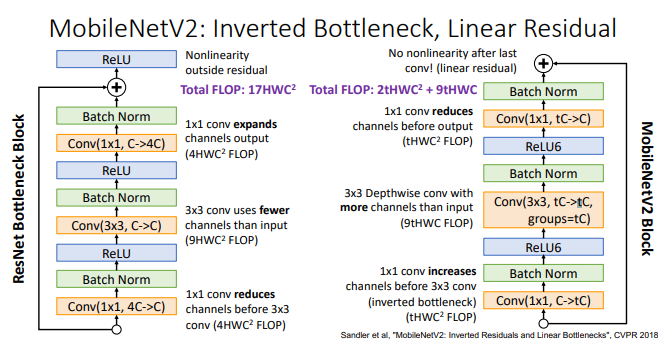 MobileNetV2: Inverted Bottleneck, Linear Residual
ResNet Bottleneck Block
ReLU
Nonlinearity
outside residual
Total FLOP: 17HWC²
Batch Norm
Conv(1x1, C->4C)
1x1 conv expands
channels output
(4HWC² FLOP)
ReLU
Batch Norm
Conv(3x3, C->C)
3x3 conv uses fewer
channels than input
(9HWC² FLOP)
ReLU
Batch Norm
Conv(1x1, 4C->C)
1x1 conv reduces
channels before 3x3
conv (4HWC² FLOP)
No nonlinearity after last
conv! (linear residual)
Total FLOP: 2tHWC² + 9tHWC
Batch Norm
Conv(1x1, tC->C)
1x1 conv reduces
channels before output
(tHWC² FLOP)
ReLU6
Batch Norm
3x3 Depthwise conv with
more channels than input
(9tHWC FLOP)
Conv(3x3, tC->tC,
groups=tC)
ReLU6
Batch Norm
Conv(1x1, C->tC)
1x1 conv increases
channels before 3x3 conv
(inverted bottleneck)
(tHWC² FLOP)
MobileNetV2 Block
Sandler et al, "MobileNetV2: Inverted Residuals and Linear Bottlenecks", CVPR 2018